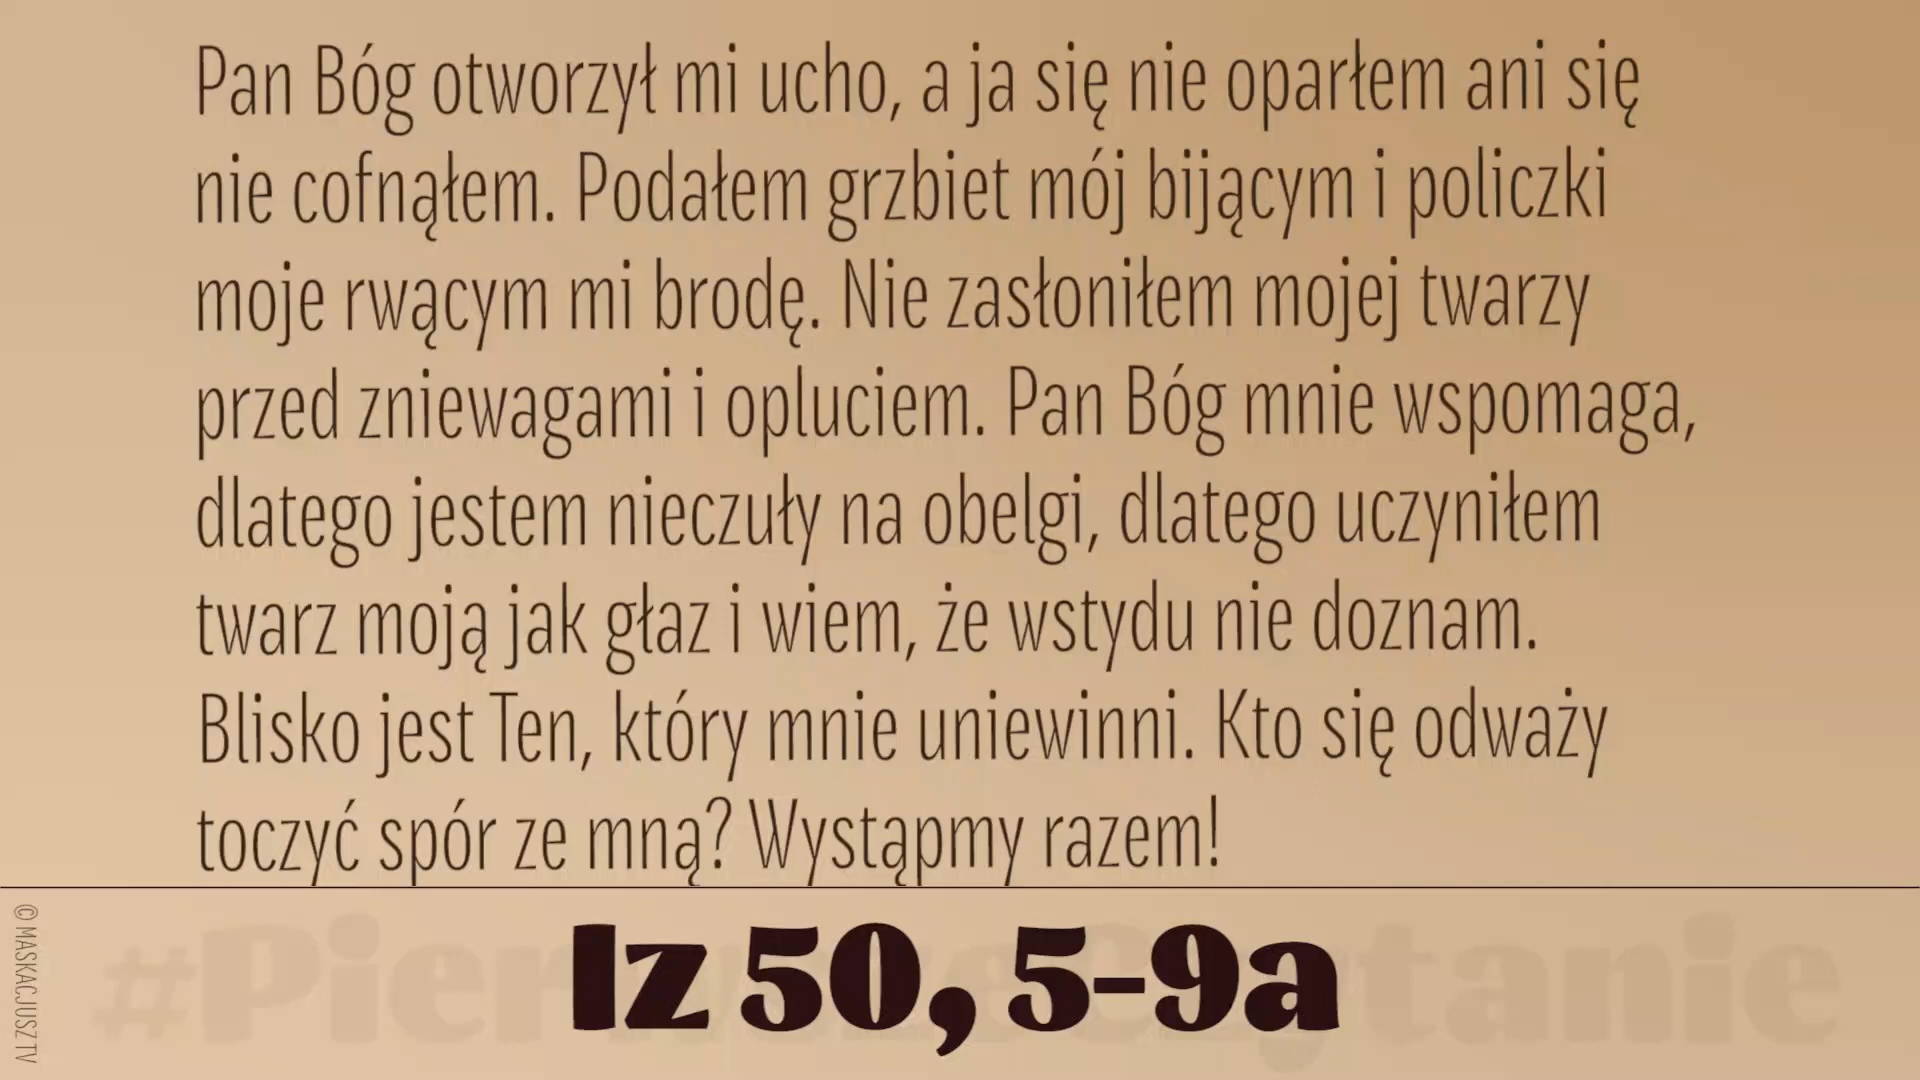 Pan Bóg otworzył mi ucho, a ja się nie oparłem ani się
nie cofnąłem. Podałem grzbiet mój bijącym i policzki
moje rwącym mi brodę. Nie zasłoniłem mojej twarzy
przed zniewagami i opluciem. Pan Bóg mnie wspomaga,
dlatego jestem nieczuły na obelgi, dlatego uczyniłem
twarz moją jak głaz i wiem, że wstydu nie doznam.
Blisko jest Ten, który mnie uniewinni. Kto się odważy
toczyć spór ze mną? Wystąpmy razem!
© MASKACJUSZ TV
#PierwszeCzytanie
Iz 50, 5-9a